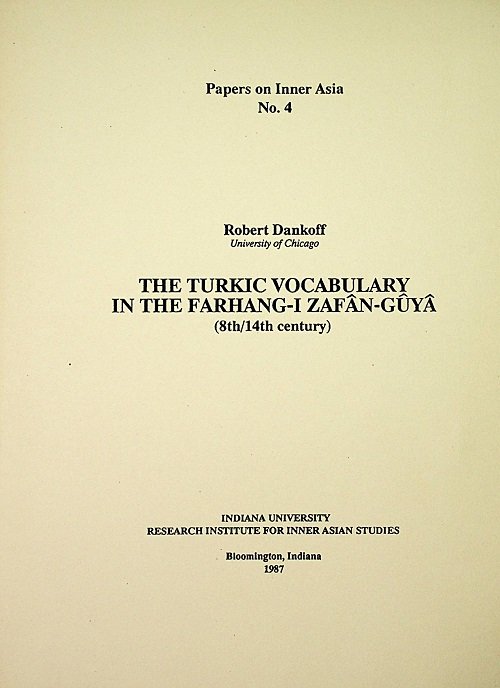 Papers on Inner Asia
No. 4
Robert Dankoff
University of Chicago
THE TURKIC VOCABULARY
IN THE FARHANG-I ZAFÂN-GÛYÂ
(8th/14th century)
INDIANA UNIVERSITY
RESEARCH INSTITUTE FOR INNER ASIAN STUDIES
Bloomington, Indiana
1987